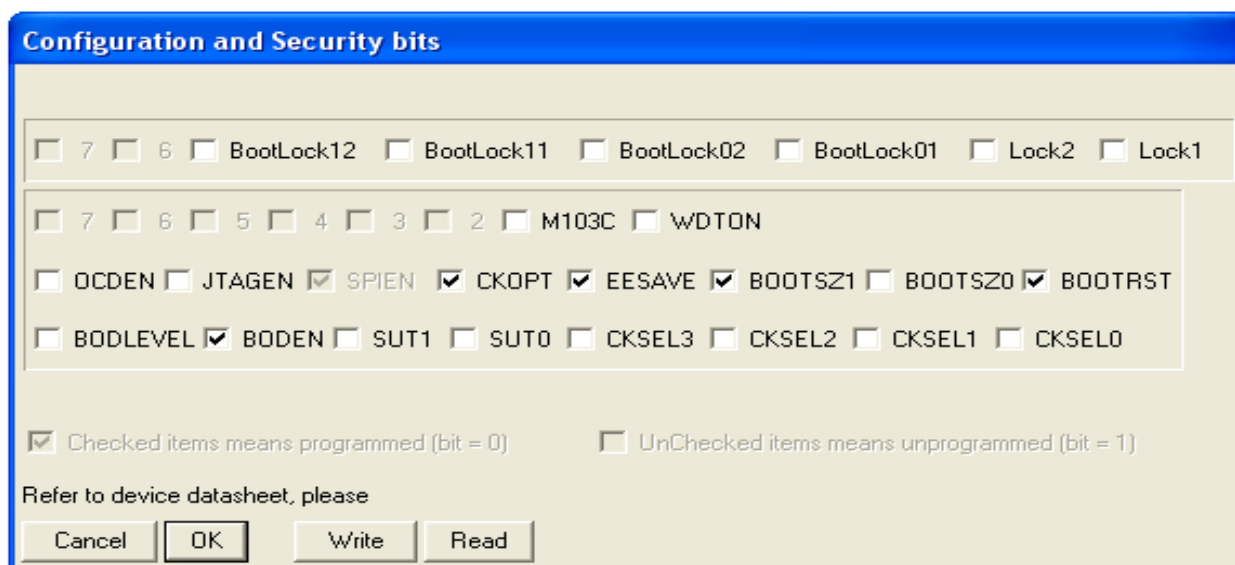 Configuration and Security bits
7 6 BootLock12 BootLock11 BootLock02 BootLock01 Lock2 Lock1
7 6 5 4 3 2 M103C WDTON
OCDEN JTAGEN SPIEN CKOPT EESAVE BOOTSZ1 BOOTSZ0 BOOTRST
BODLEVEL BODEN SUT1 SUT0 CKSEL3 CKSEL2 CKSEL1 CKSEL0
Checked items means programmed (bit = 0) UnChecked items means unprogrammed (bit = 1)
Refer to device datasheet, please
Cancel OK Write Read